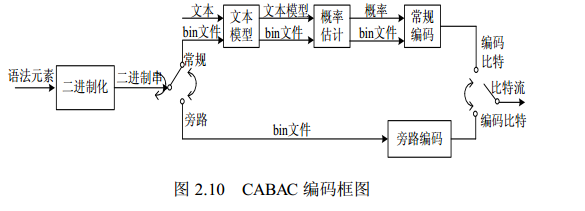 文本
文本模型
概率
bin文件
bin文件
bin文件
文本
模型
概率
估计
常规
编码
常规
编码
比特
语法元素
二进制化
二进制串
比特流
旁路
编码比特
bin文件
旁路编码
图 2.10 CABAC 编码框图